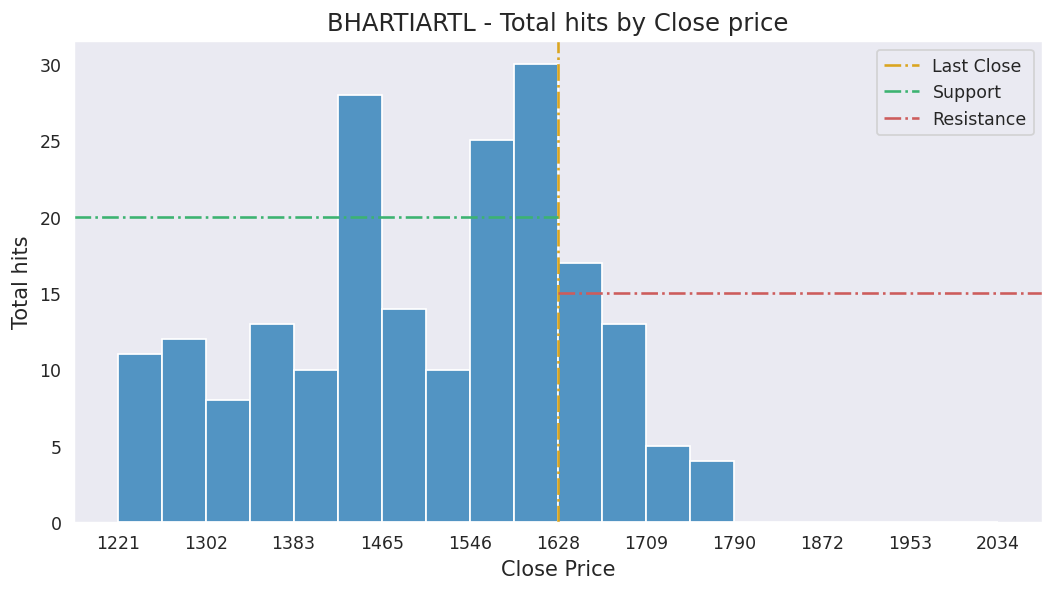 BHARTIARTL - Total hits by Close price
Last Close
Support
Resistance
Total hits
30
25
20
15
10
5
0
1221 1302 1383 1465 1546 1628 1709 1790 1872 1953 2034
Close Price